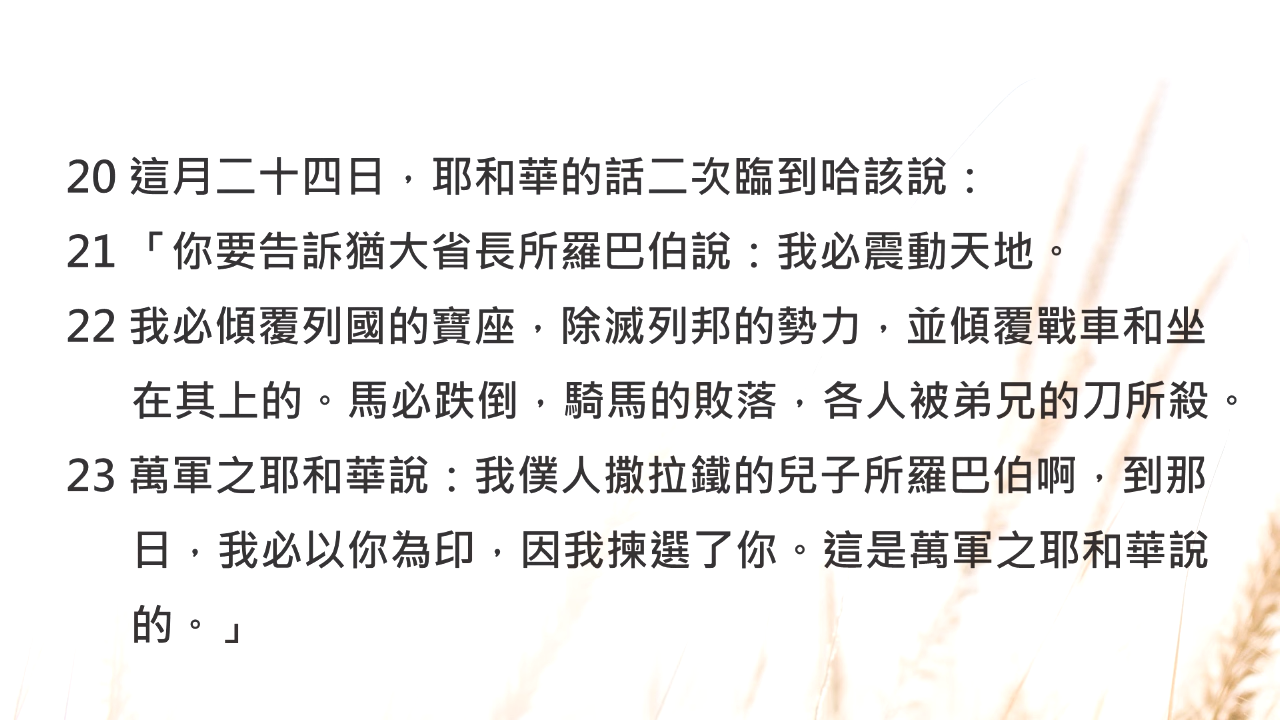 20 這月二十四日，耶和華的話二次臨到哈該說：
21 「你要告訴猶大省長所羅巴伯說：我必震動天地。
22 我必傾覆列國的寶座，除滅列邦的勢力，並傾覆戰車和坐
在其上的。馬必跌倒，騎馬的敗落，各人被弟兄的刀所殺。
23 萬軍之耶和華說：我僕人撒拉鐵的兒子所羅巴伯啊，到那
日，我必以你為印，因我揀選了你。這是萬軍之耶和華說
的。」